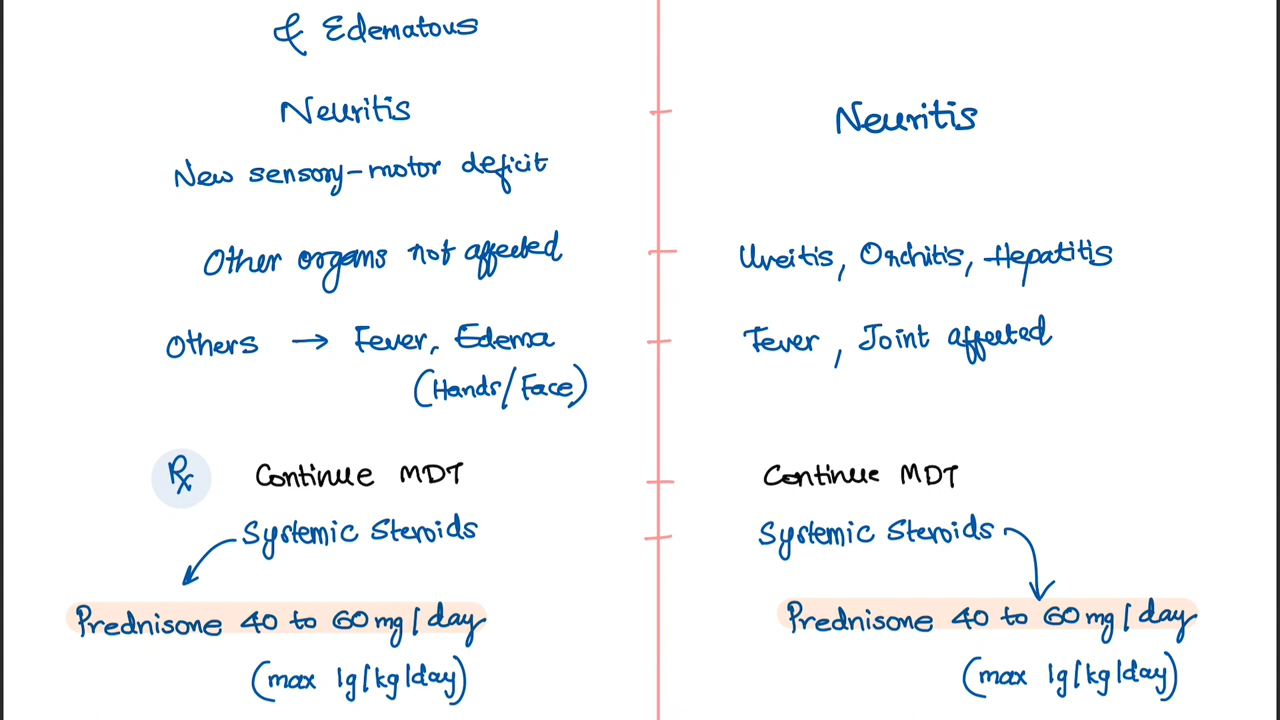 & Edematous
Neuritis
New sensory-motor deficit
Other organs not affected
Others → Fever, Edema
(Hands/Face)
Rx Continue MDT
Systemic Steroids
Prednisone 40 to 60 mg/day
(max 1g/kg/day)
Neuritis
Uveitis, Orchitis, Hepatitis
Fever, Joint affected
Continue MDT
Systemic Steroids
Prednisone 40 to 60 mg/day
(max 1g/kg/day)